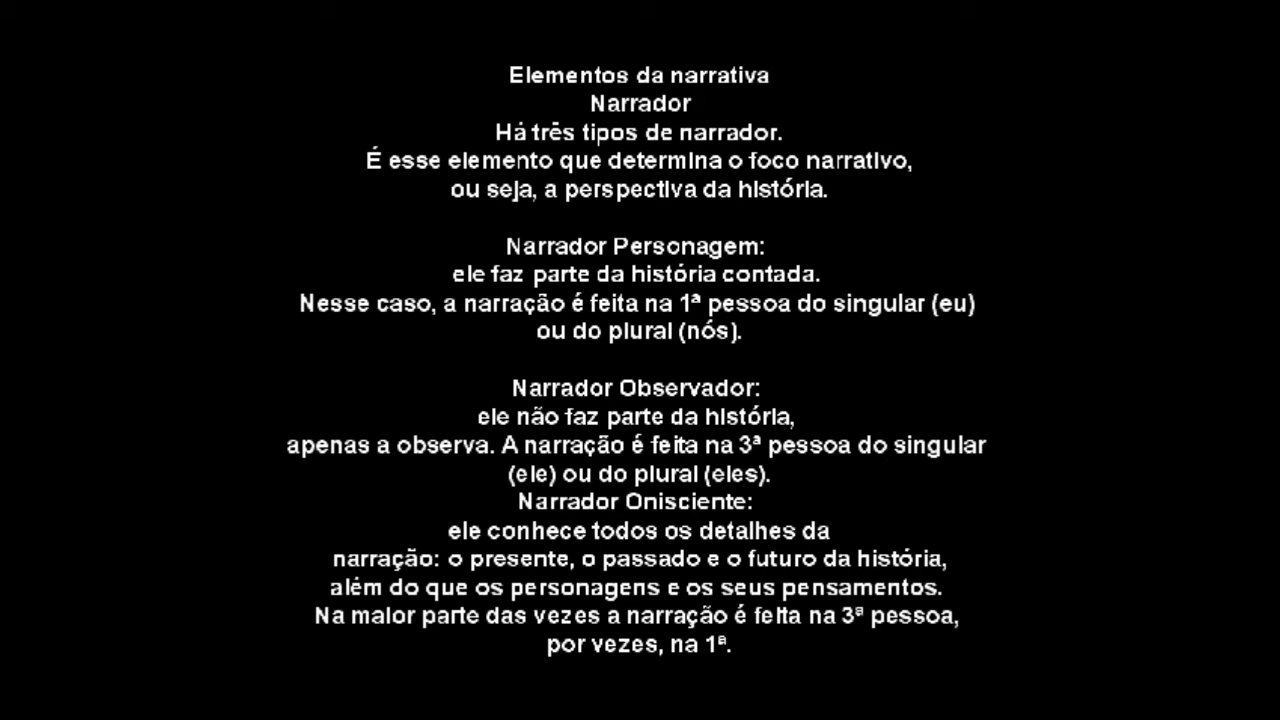 Elementos da narrativa
Narrador
Há três tipos de narrador.
É esse elemento que determina o foco narrativo,
ou seja, a perspectiva da história.
Narrador Personagem:
ele faz parte da história contada.
Nesse caso, a narração é feita na 1ª pessoa do singular (eu)
ou do plural (nós).
Narrador Observador:
ele não faz parte da história,
apenas a observa. A narração é feita na 3ª pessoa do singular
(ele) ou do plural (eles).
Narrador Onisciente:
ele conhece todos os detalhes da
narração: o presente, o passado e o futuro da história,
além do que os personagens e os seus pensamentos.
Na maior parte das vezes a narração é feita na 3ª pessoa,
por vezes, na 1ª.